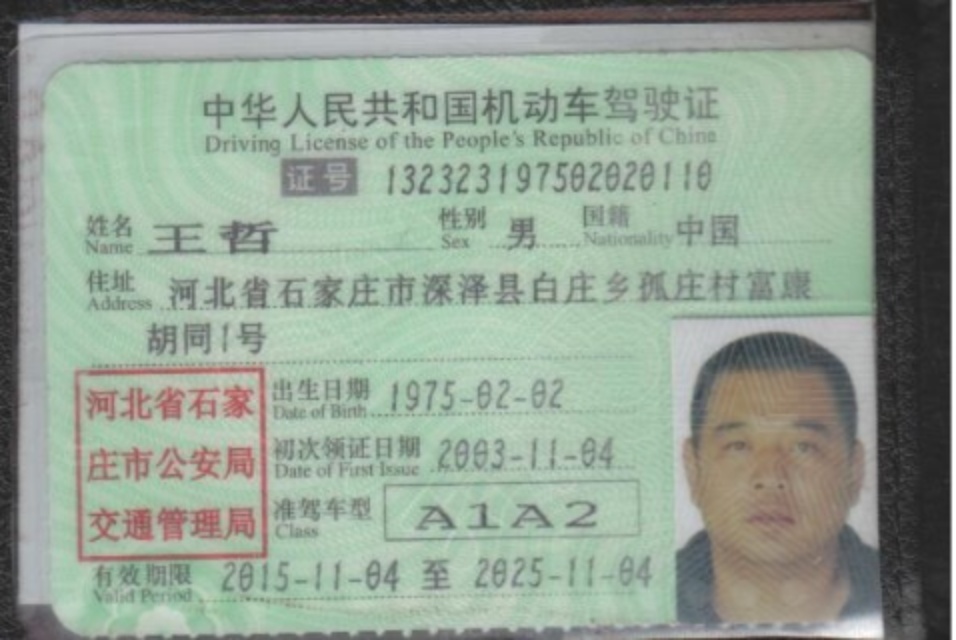 中华人民共和国机动车驾驶证
Driving License of the People's Republic of China
证号 132323197502020110
姓名 王哲 性别 男 国籍 中国
Name Sex Nationality
住址 河北省石家庄市深泽县白庄乡孤庄村富康
Address
胡同1号
河北省石家
庄市公安局
交通管理局
出生日期 1975-02-02
Date of Birth
初次领证日期 2003-11-04
Date of First Issue
准驾车型 A1A2
Class
有效期限 2015-11-04 至 2025-11-04
Valid Period